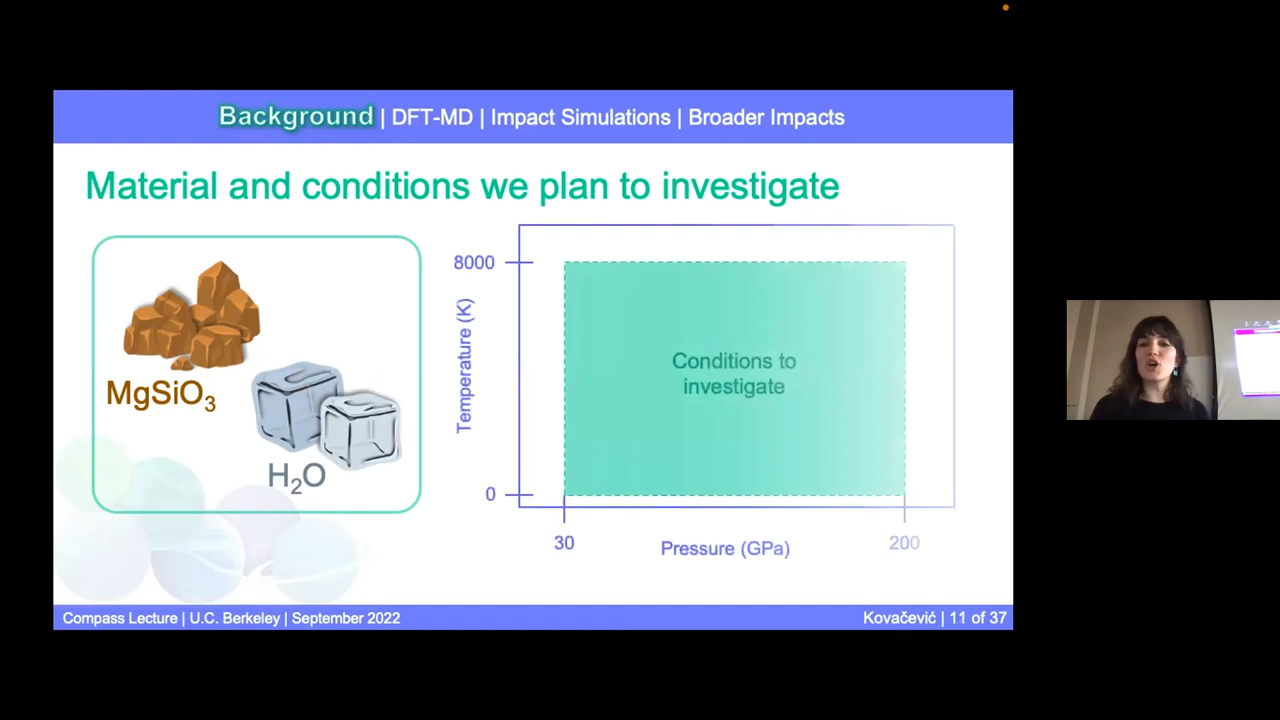 Background | DFT-MD | Impact Simulations | Broader Impacts
Material and conditions we plan to investigate
MgSiO₃
H₂O
8000
Temperature (K)
0
Conditions to
investigate
30
Pressure (GPa)
200
Compass Lecture | U.C. Berkeley | September 2022
Kovačević | 11 of 37